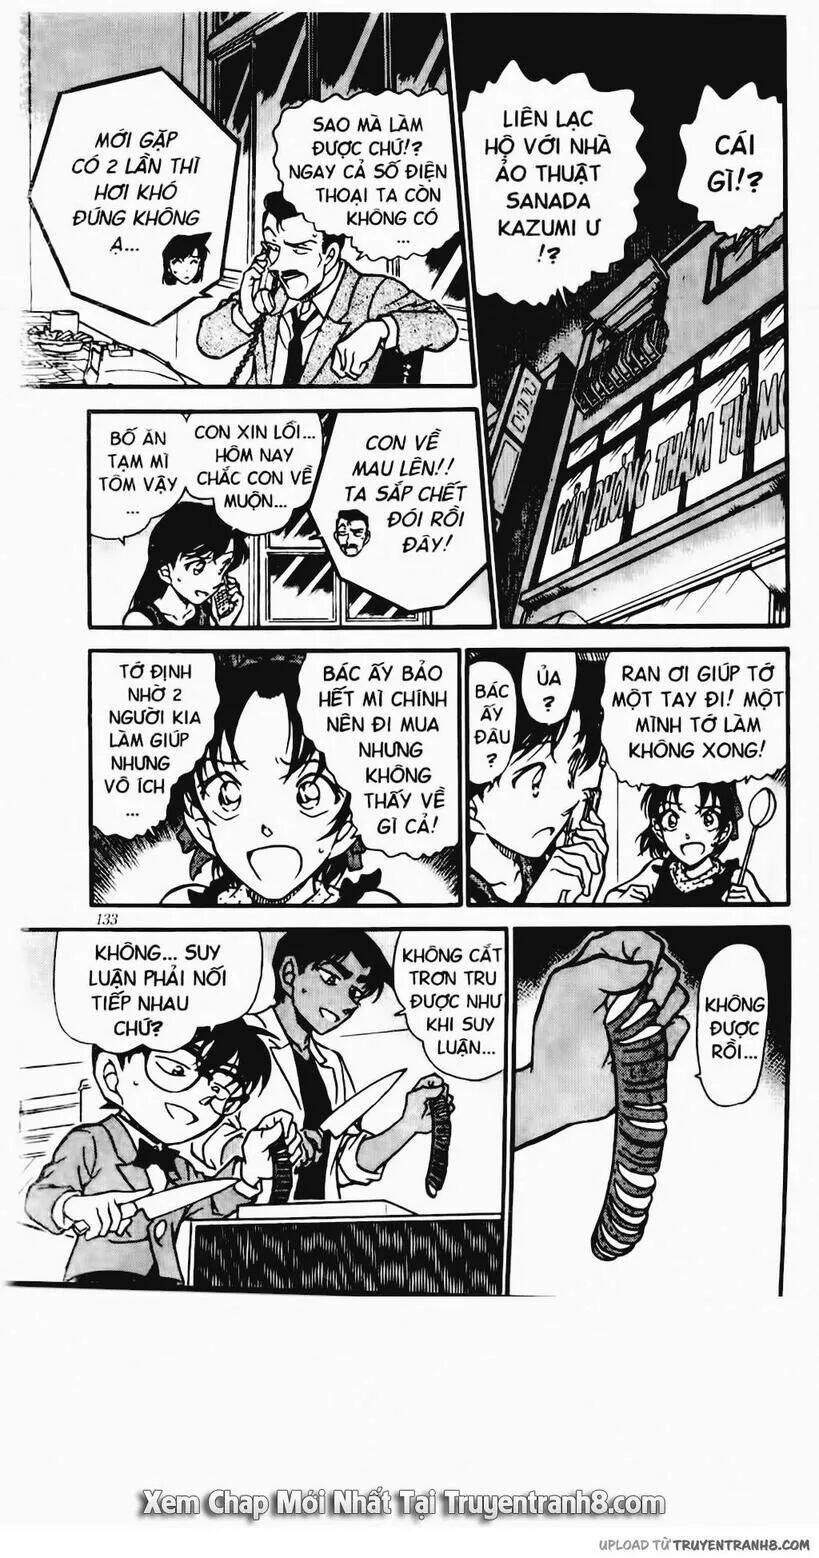 CÁI
GÌ!?
LIÊN LẠC
HỘ VỚI NHÀ
ẢO THUẬT
SANADA
KAZUMI Ư
!?
VĂN PHÒNG THÁM TỬ MO
SAO MÀ LÀM
ĐƯỢC CHỨ!?
NGAY CẢ SỐ ĐIỆN
THOẠI TA CÒN
KHÔNG CÓ
...
MỚI GẶP
CÓ 2 LẦN THÌ
HƠI KHÓ
ĐÚNG KHÔNG
Ạ...
CON VỀ
MAU LÊN!!
TA SẮP CHẾT
ĐÓI RỒI
ĐÂY!
CON XIN LỖI...
HÔM NAY
CHẮC CON VỀ
MUỘN...
BỐ ĂN
TẠM MÌ
TÔM VẬY
...
RAN ƠI GIÚP TỚ
MỘT TAY ĐI! MỘT
MÌNH TỚ LÀM
KHÔNG XONG!
ỦA
?
BÁC
ẤY
ĐÂU
?
BÁC ẤY BẢO
HẾT MÌ CHÍNH
NÊN ĐI MUA
NHƯNG
KHÔNG
THẤY VỀ
GÌ CẢ!
TỚ ĐỊNH
NHỜ 2
NGƯỜI KIA
LÀM GIÚP
NHƯNG
VÔ ÍCH
...
133
KHÔNG
ĐƯỢC
RỒI...
KHÔNG CẮT
TRƠN TRU
ĐƯỢC NHƯ
KHI SUY
LUẬN...
KHÔNG... SUY
LUẬN PHẢI NỐI
TIẾP NHAU
CHỨ?
Xem Chap Mới Nhất Tại Truyentranh8.com
UPLOAD TỪ TRUYENTRANH8.COM